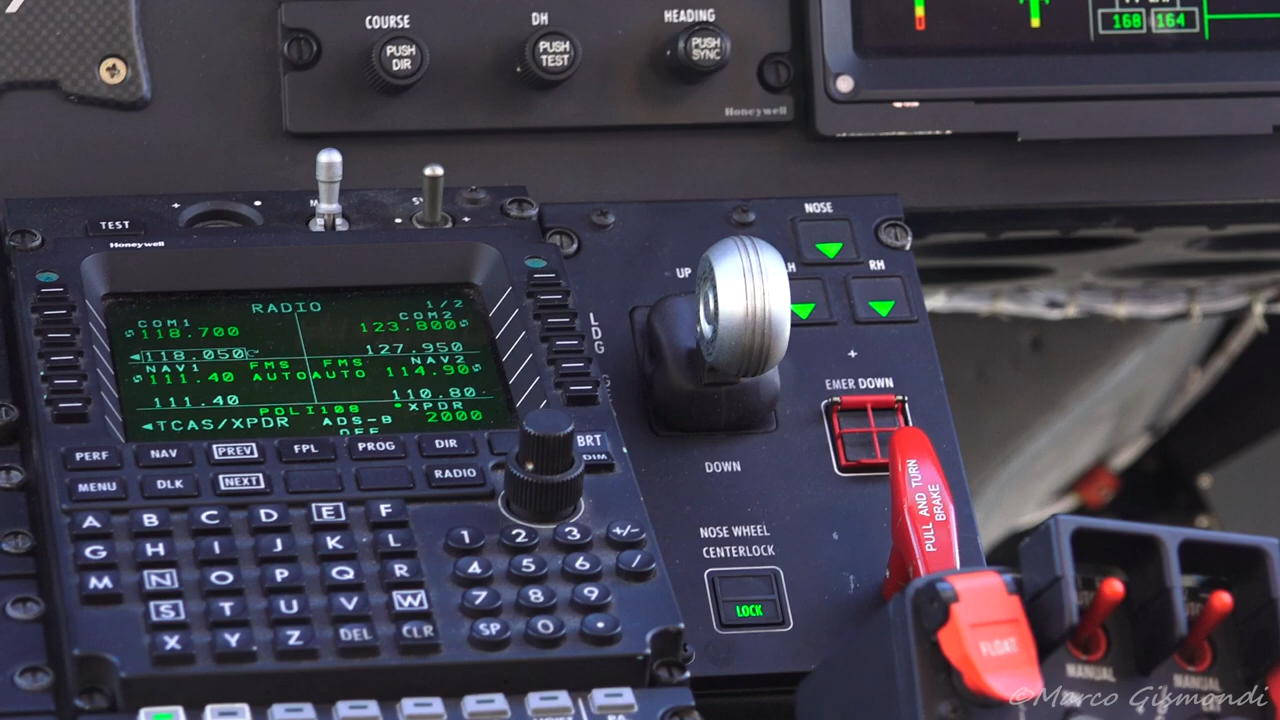 COURSE DH HEADING
PUSH DIR
PUSH TEST
PUSH SYNC
Honeywell
168 164
TEST
Honeywell
RADIO 1/2
COM1 COM2
118.700 123.800
118.050 127.950
NAV1 FMS FMS NAV2
111.40 AUTO AUTO 114.90
111.40 110.80
POLI108 XPDR
TCAS/XPDR ADS-B 2000
PERF NAV PREV FPL PROG DIR BRT
DIM
MENU DLK NEXT RADIO
A B C D E F
G H I J K L
M N O P Q R
S T U V W
X Y Z DEL CLR
1 2 3 +/-
4 5 6 /
7 8 9
SP 0 •
LDG
NOSE
UP LH RH
EMER DOWN
DOWN
NOSE WHEEL
CENTERLOCK
LOCK
PULL AND TURN
BRAKE
FLOAT
MANUAL
MANUAL
©Marco Gismondi